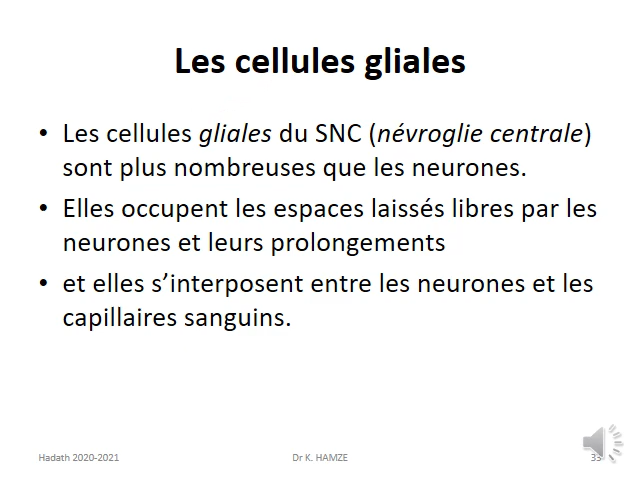 Les cellules gliales
• Les cellules gliales du SNC (névroglie centrale)
sont plus nombreuses que les neurones.
• Elles occupent les espaces laissés libres par les
neurones et leurs prolongements
• et elles s’interposent entre les neurones et les
capillaires sanguins.
Hadath 2020-2021 Dr K. HAMZE 33